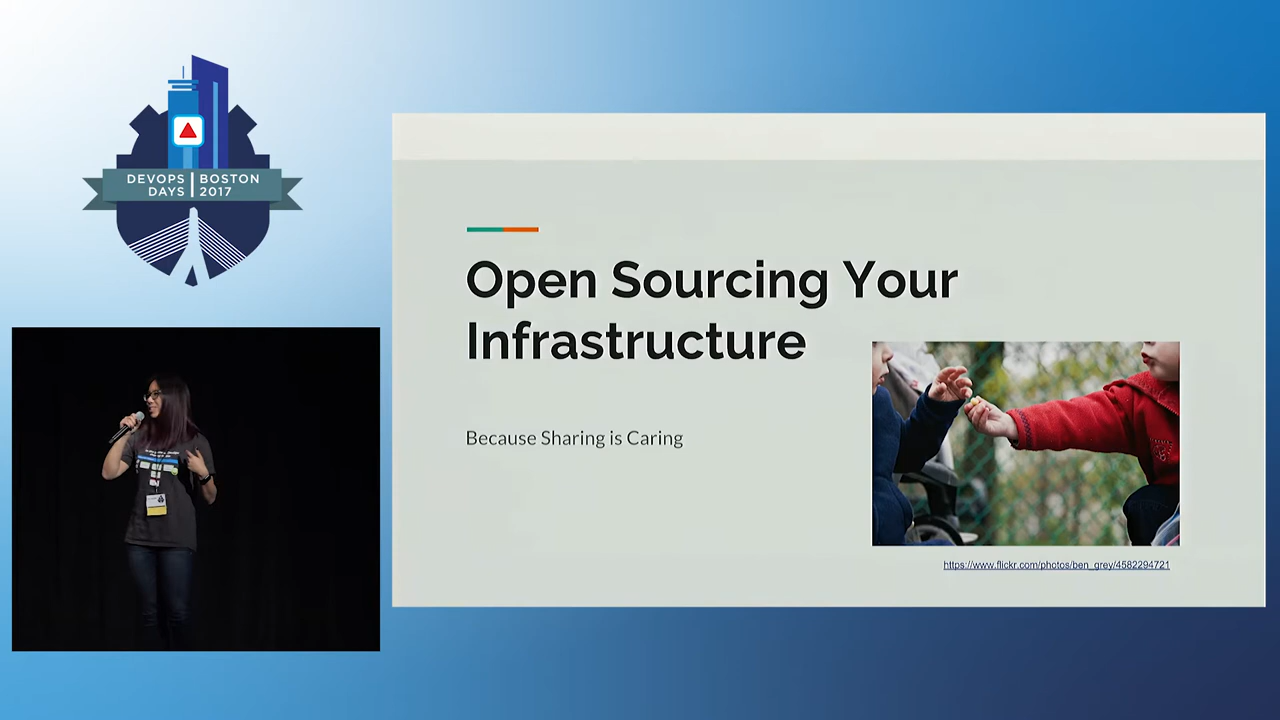 DEVOPS BOSTON
DAYS 2017
Open Sourcing Your
Infrastructure
Because Sharing is Caring
https://www.flickr.com/photos/ben_grey/4582294721